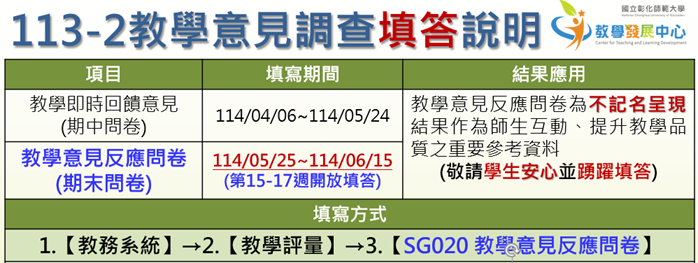 113-2教學意見調查填答說明
國立彰化師範大學
National Changhua University of Education
教學發展中心
Center for Teaching and Learning Development
項目
填寫期間
結果應用
教學即時回饋意見
(期中問卷)
114/04/06~114/05/24
教學意見反應問卷為不記名呈現
結果作為師生互動、提升教學品
質之重要參考資料
(敬請學生安心並踴躍填答)
教學意見反應問卷
(期末問卷)
114/05/25~114/06/15
(第15-17週開放填答)
填寫方式
1.【教務系統】→2.【教學評量】→3.【SG020 教學意見反應問卷】